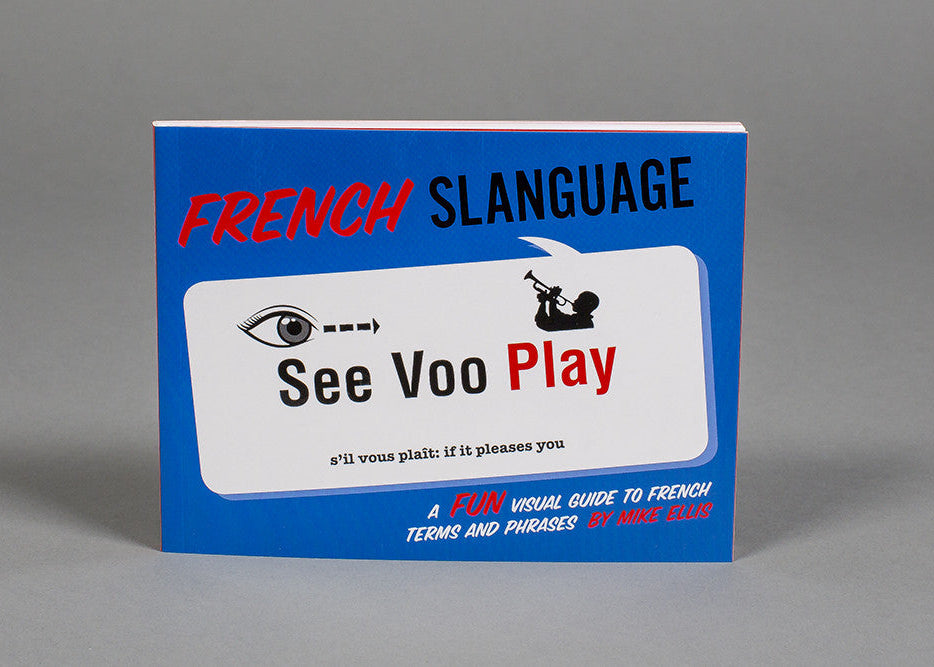 FRENCH SLANGUAGE
See Voo Play
s'il vous plaît: if it pleases you
A FUN VISUAL GUIDE TO FRENCH
TERMS AND PHRASES BY MIKE ELLIS